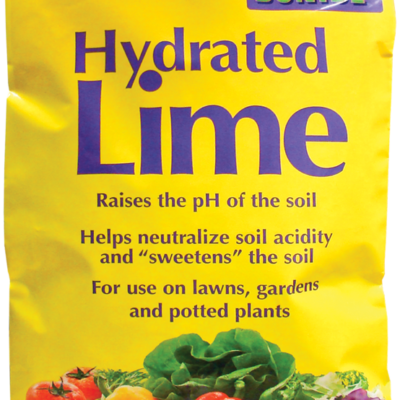 Hydrated
Lime
Raises the pH of the soil
Helps neutralize soil acidity
and “sweetens” the soil
For use on lawns, gardens
and potted plants